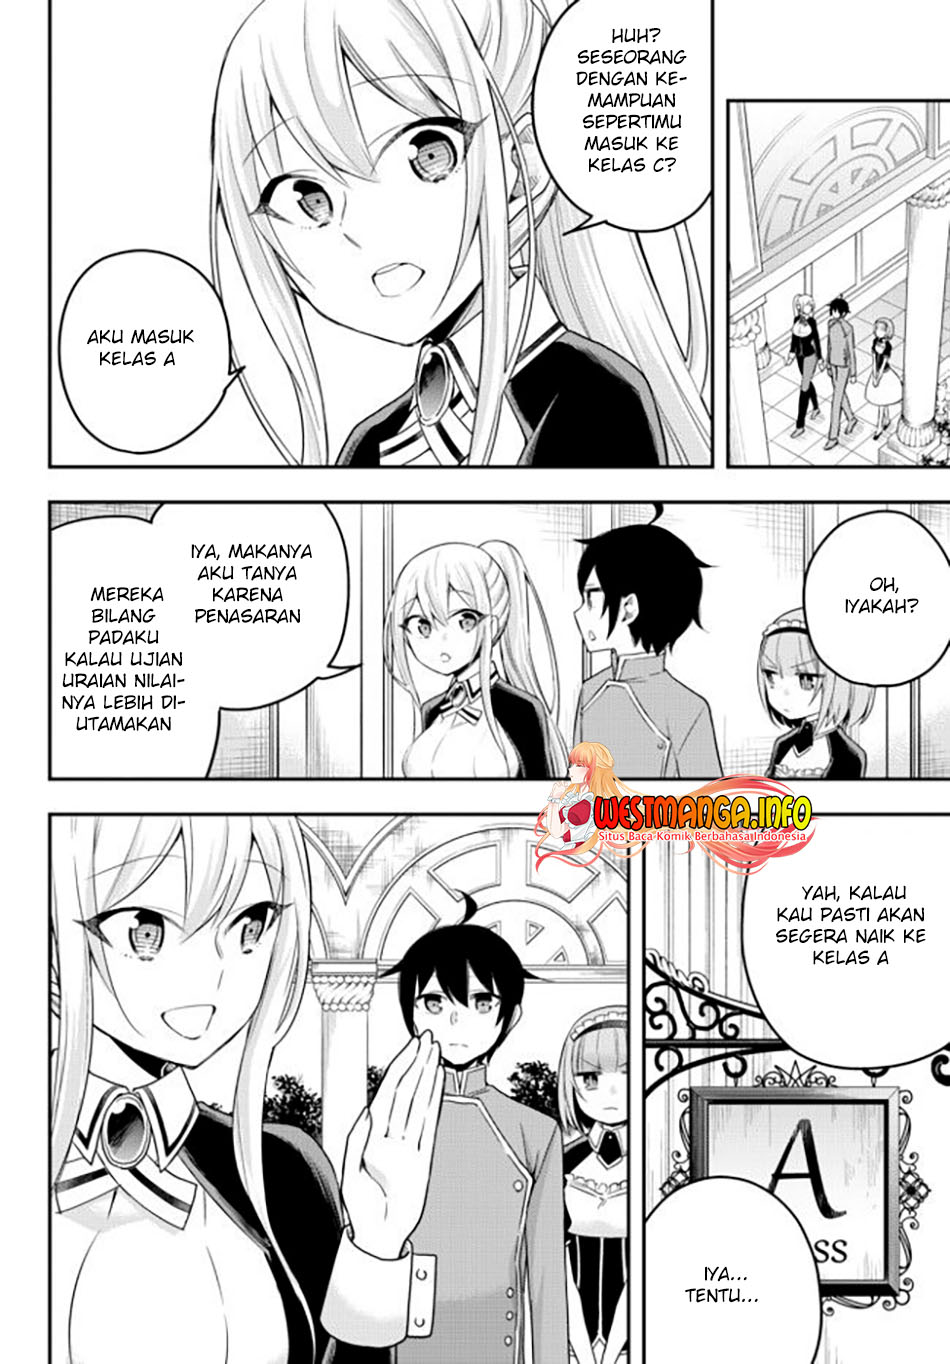 HUH?
SESEORANG
DENGAN KE-
MAMPUAN
SEPERTIMU
MASUK KE
KELAS C?
AKU MASUK
KELAS A
OH,
IYAKAH?
IYA, MAKANYA
AKU TANYA
KARENA
PENASARAN
MEREKA
BILANG
PADAKU
KALAU UJIAN
URAIAN NILAI-
NYA LEBIH DI-
UTAMAKAN
WESTMANGA.INFO
Situs Baca Komik Berbahasa Indonesia
YAH, KALAU
KAU PASTI AKAN
SEGERA NAIK KE
KELAS A
A
SS
IYA...
TENTU...